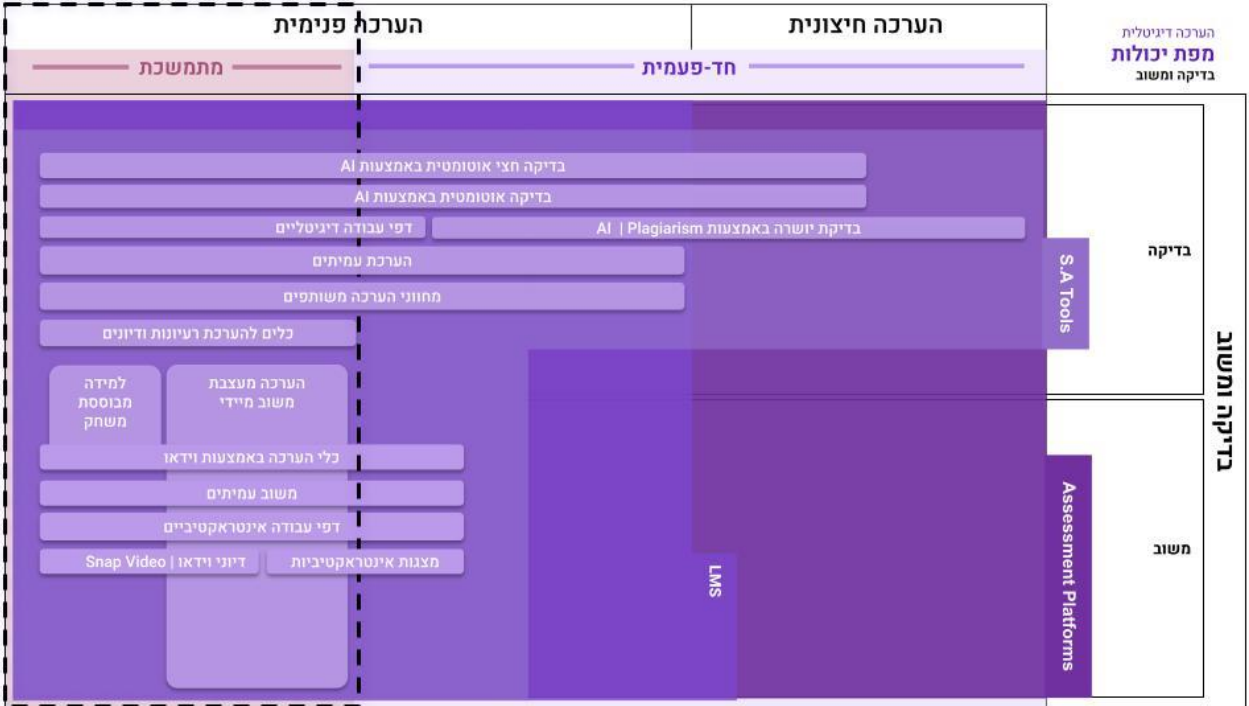 הערכה דיגיטלית
מפת יכולות
בדיקה ומשוב
הערכה חיצונית
הערכה פנימית
חד-פעמית
מתמשכת
בדיקה ומשוב
בדיקה
משוב
S.A Tools
Assessment Platforms
LMS
בדיקה חצי אוטומטית באמצעות AI
בדיקה אוטומטית באמצעות AI
בדיקת יושרה באמצעות AI | Plagiarism
דפי עבודה דיגיטליים
הערכת עמיתים
מחווני הערכה משותפים
כלים להערכת רעיונות ודיונים
הערכה מעצבת
משוב מיידי
למידה
מבוססת
משחק
כלי הערכה באמצעות וידאו
משוב עמיתים
דפי עבודה אינטראקטיביים
מצגות אינטראקטיביות
דיוני וידאו | Snap Video